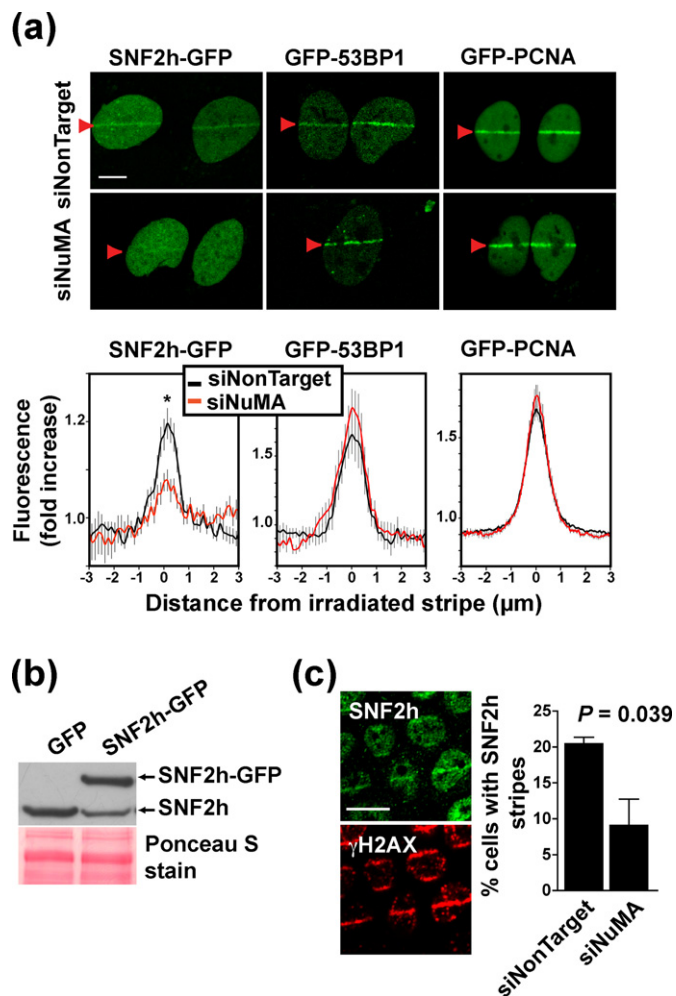 (a)
SNF2h-GFP GFP-53BP1 GFP-PCNA
siNonTarget
siNuMA
SNF2h-GFP GFP-53BP1 GFP-PCNA
siNonTarget
siNuMA
Fluorescence
(fold increase)
1.2
1.1
1.0
*
1.5
1.0
1.5
1.0
-3 -2 -1 0 1 2 3
-3 -2 -1 0 1 2 3
-3 -2 -1 0 1 2 3
Distance from irradiated stripe (µm)
(b)
GFP
SNF2h-GFP
SNF2h-GFP
SNF2h
Ponceau S
stain
(c)
SNF2h
γH2AX
% cells with SNF2h
stripes
P = 0.039
25
20
15
10
5
0
siNonTarget
siNuMA